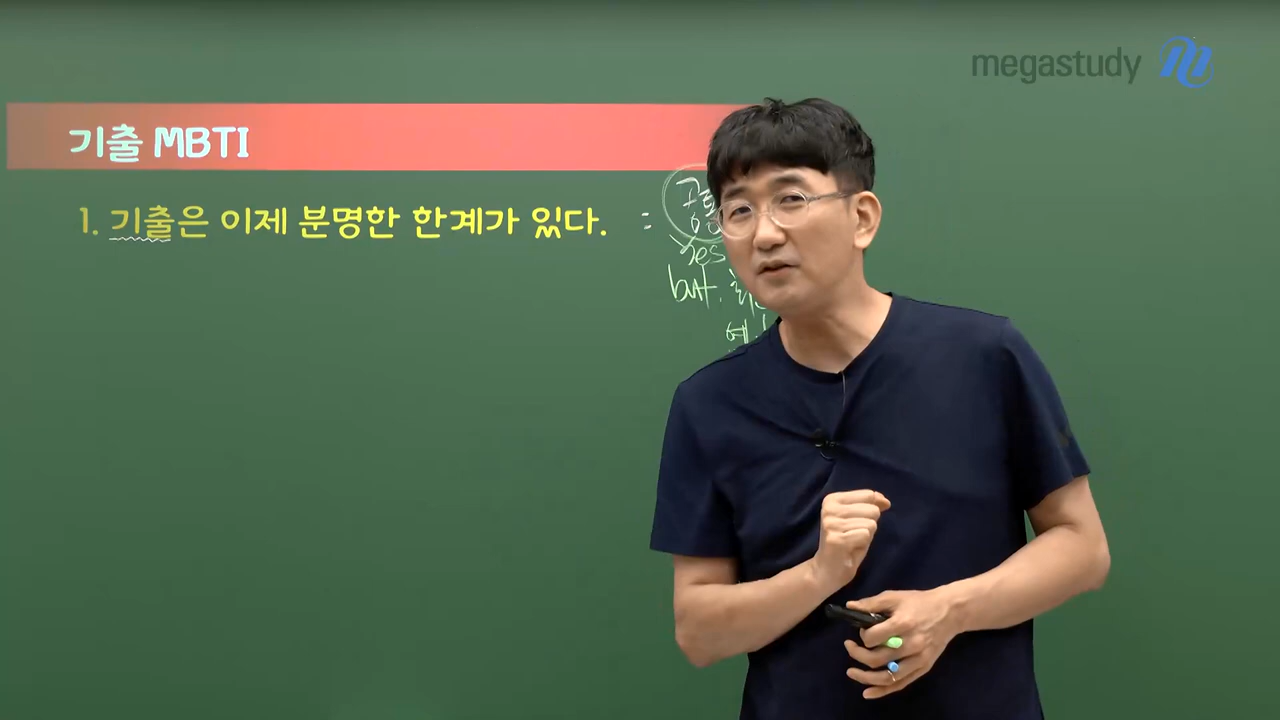 megastudy
기출 MBTI
1. 기출은 이제 분명한 한계가 있다.
:
Yes
but.